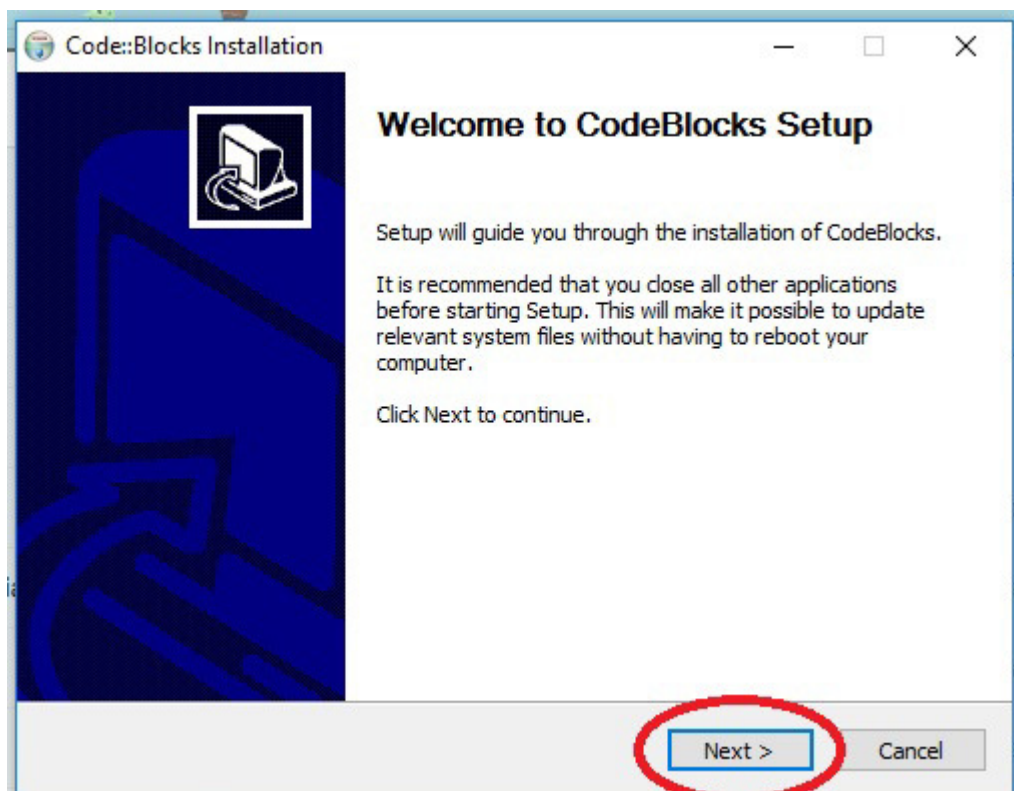 Code::Blocks Installation
Welcome to CodeBlocks Setup
Setup will guide you through the installation of CodeBlocks.
It is recommended that you close all other applications
before starting Setup. This will make it possible to update
relevant system files without having to reboot your
computer.
Click Next to continue.
Next >
Cancel